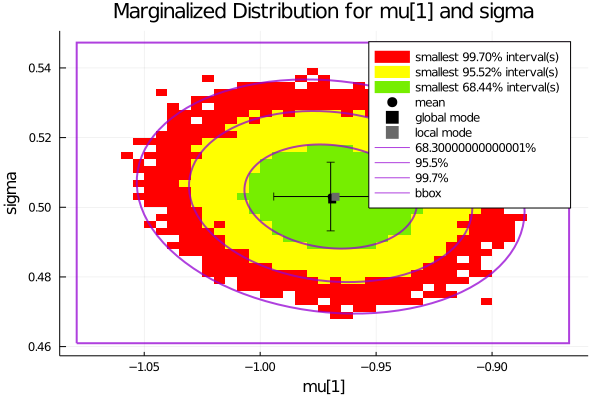 Marginalized Distribution for mu[1] and sigma
smallest 99.70% interval(s)
smallest 95.52% interval(s)
smallest 68.44% interval(s)
mean
global mode
local mode
68.30000000000001%
95.5%
99.7%
bbox
sigma
0.54
0.52
0.50
0.48
0.46
−1.05
−1.00
−0.95
−0.90
mu[1]